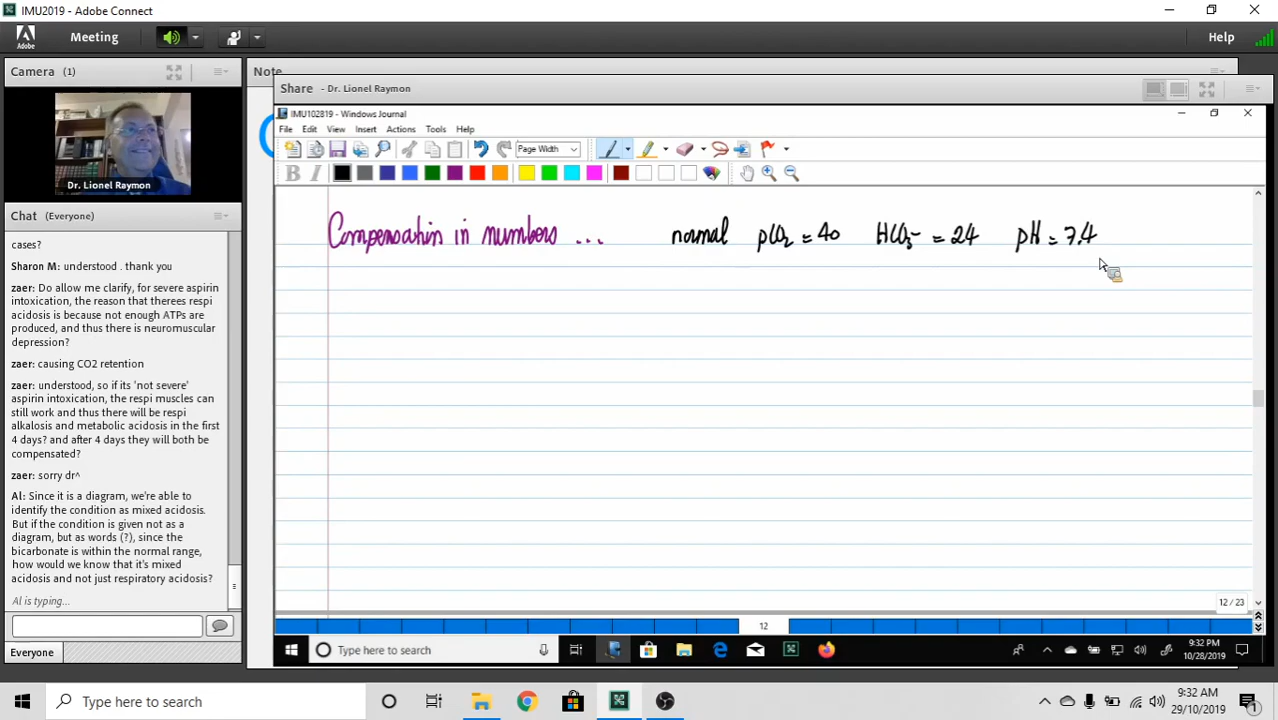 IMU2019 - Adobe Connect
Meeting
Help
Camera (1)
Dr. Lionel Raymon
Chat (Everyone)
cases?
Sharon M: understood . thank you
zaer: Do allow me clarify, for severe aspirin
intoxication, the reason that therees respi
acidosis is because not enough ATPs are
produced, and thus there is neuromuscular
depression?
zaer: causing CO2 retention
zaer: understood, so if its 'not severe'
aspirin intoxication, the respi muscles can
still work and thus there will be respi
alkalosis and metabolic acidosis in the first
4 days? and after 4 days they will both be
compensated?
zaer: sorry dr^
Al: Since it is a diagram, we're able to
identify the condition as mixed acidosis.
But if the condition is given not as a
diagram, but as words (?), since the
bicarbonate is within the normal range,
how would we know that it's mixed
acidosis and not just respiratory acidosis?
Al is typing...
Everyone
Note
Share - Dr. Lionel Raymon
IMU102819 - Windows Journal
File Edit View Insert Actions Tools Help
Page Width
B I
Compensation in numbers ... normal pCO2 = 40 HCO3- = 24 pH = 7.4
12 / 23
12
Type here to search
9:32 PM
10/28/2019
Type here to search
9:32 AM
29/10/2019
1